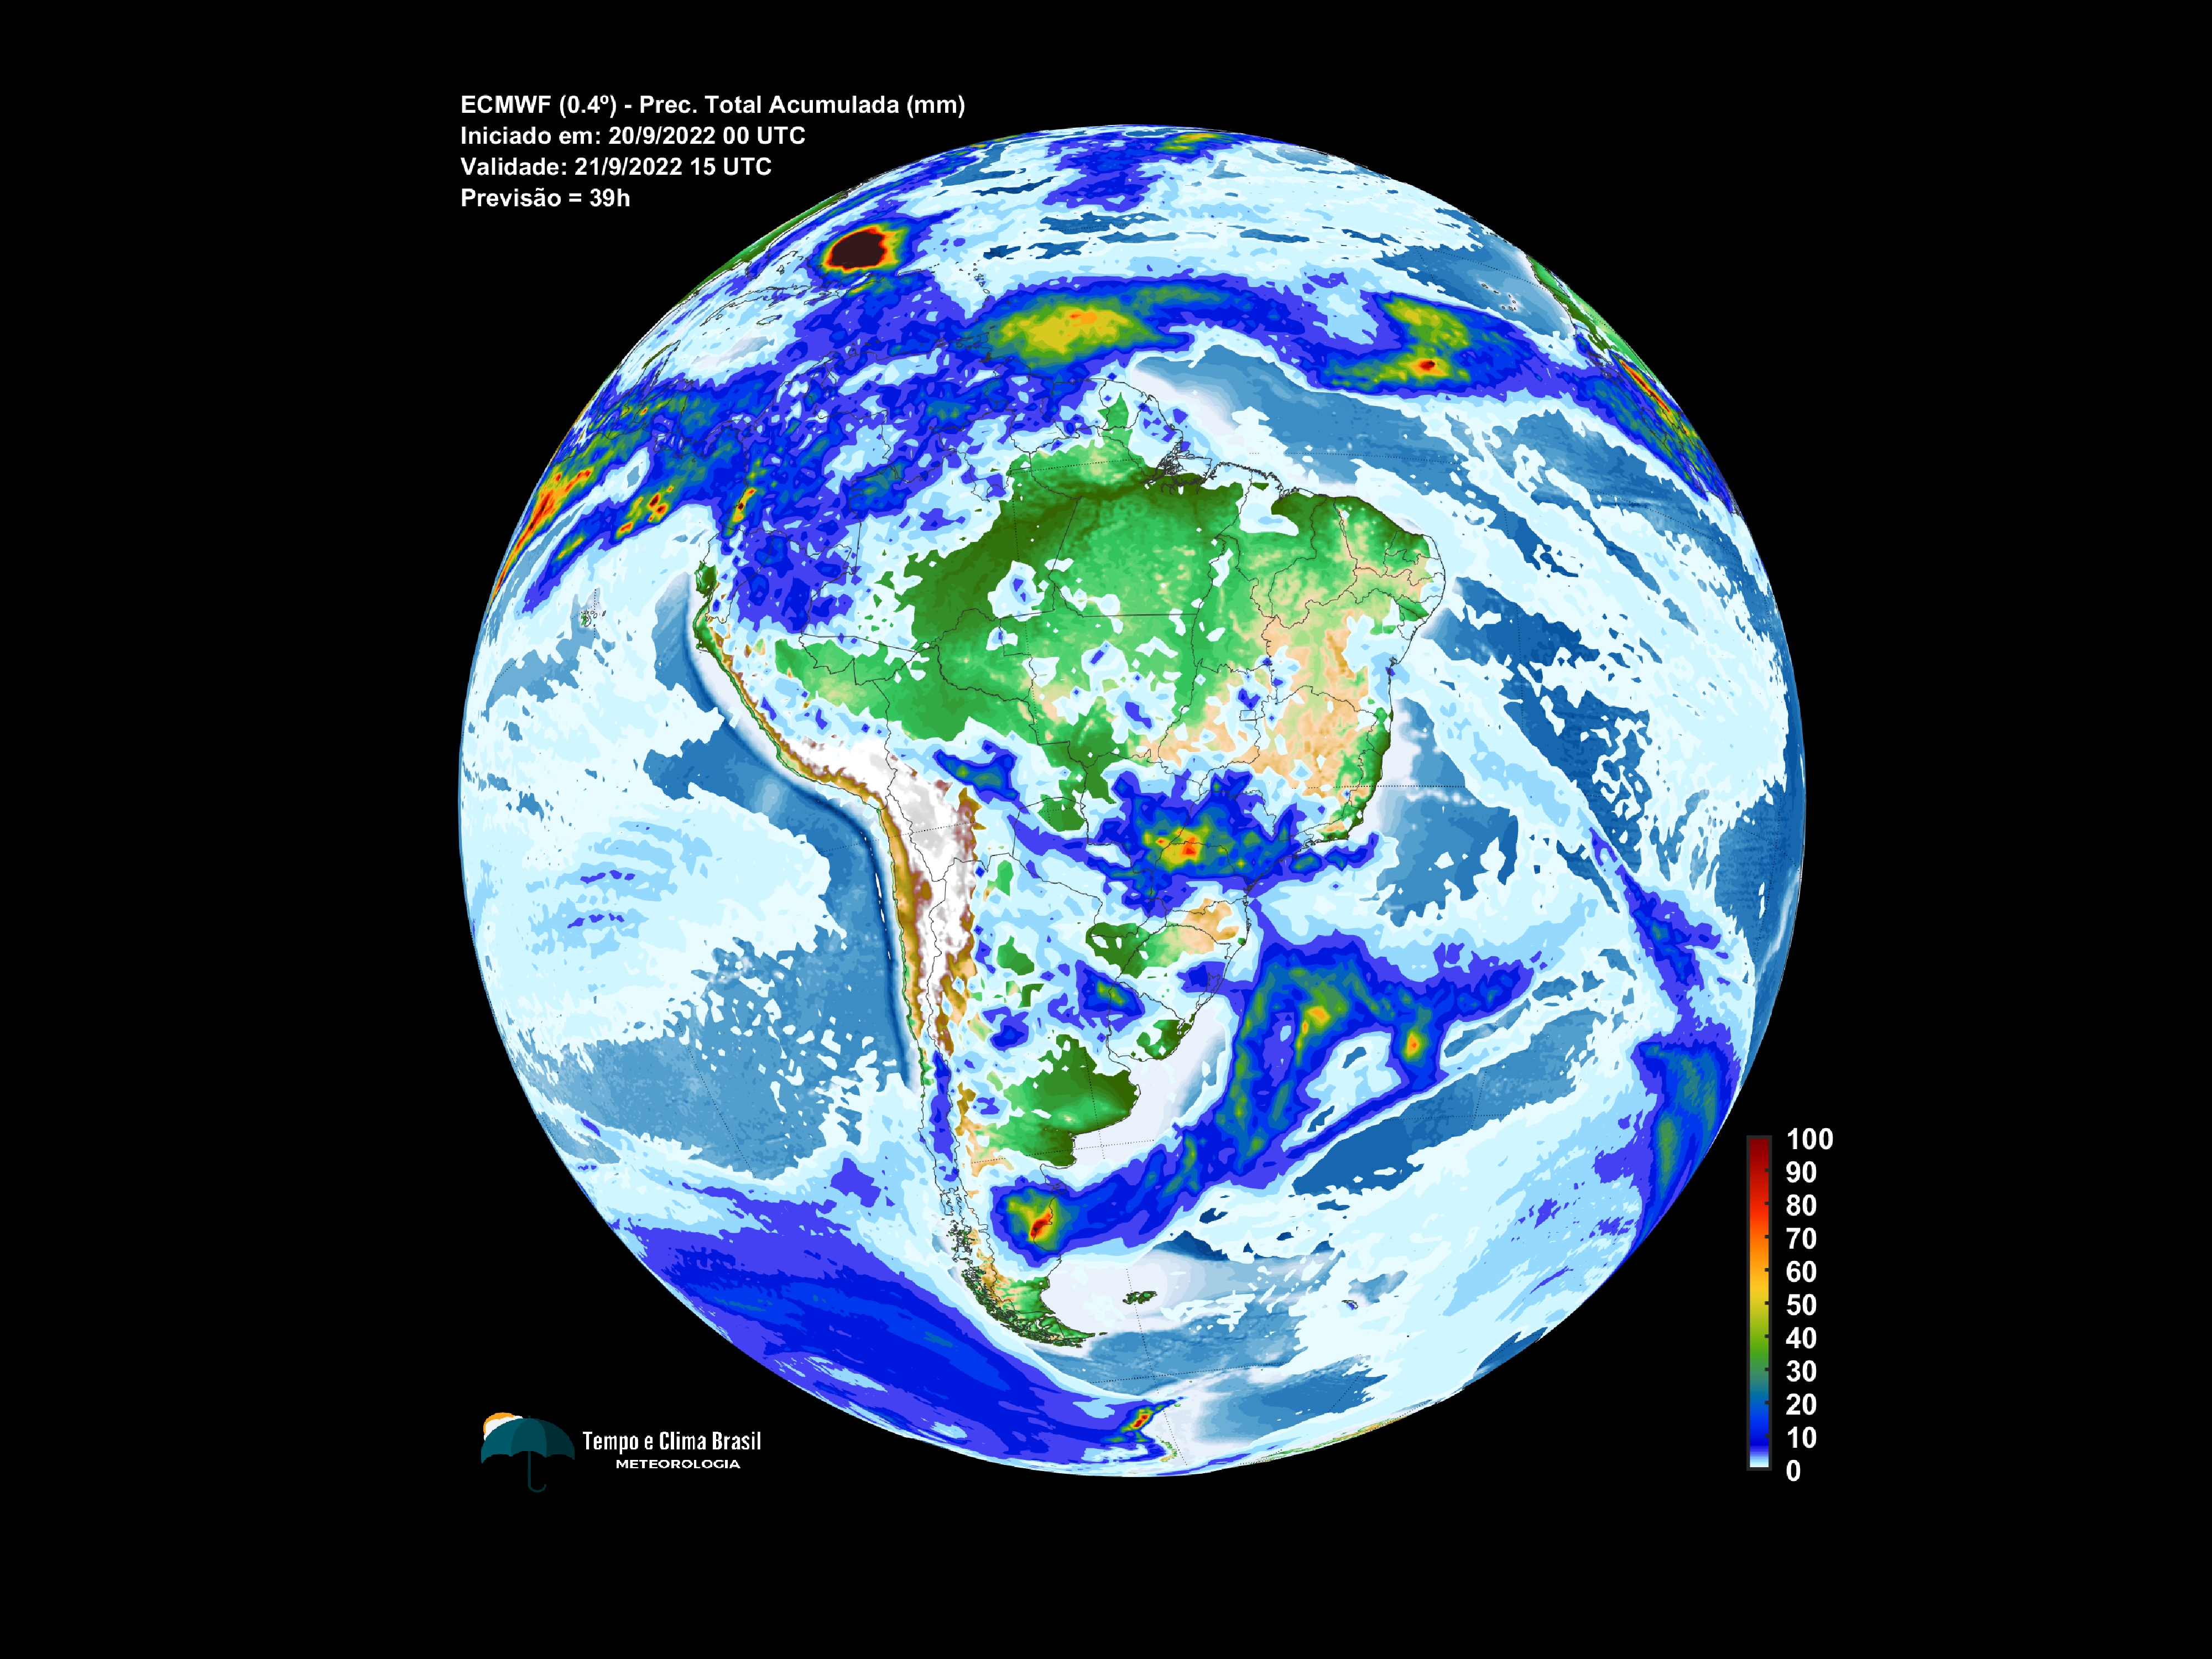 ECMWF (0.4º) - Prec. Total Acumulada (mm)
Iniciado em: 20/9/2022 00 UTC
Validade: 21/9/2022 15 UTC
Previsão = 39h
100
90
80
70
60
50
40
30
20
10
0
Tempo e Clima Brasil
METEOROLOGIA